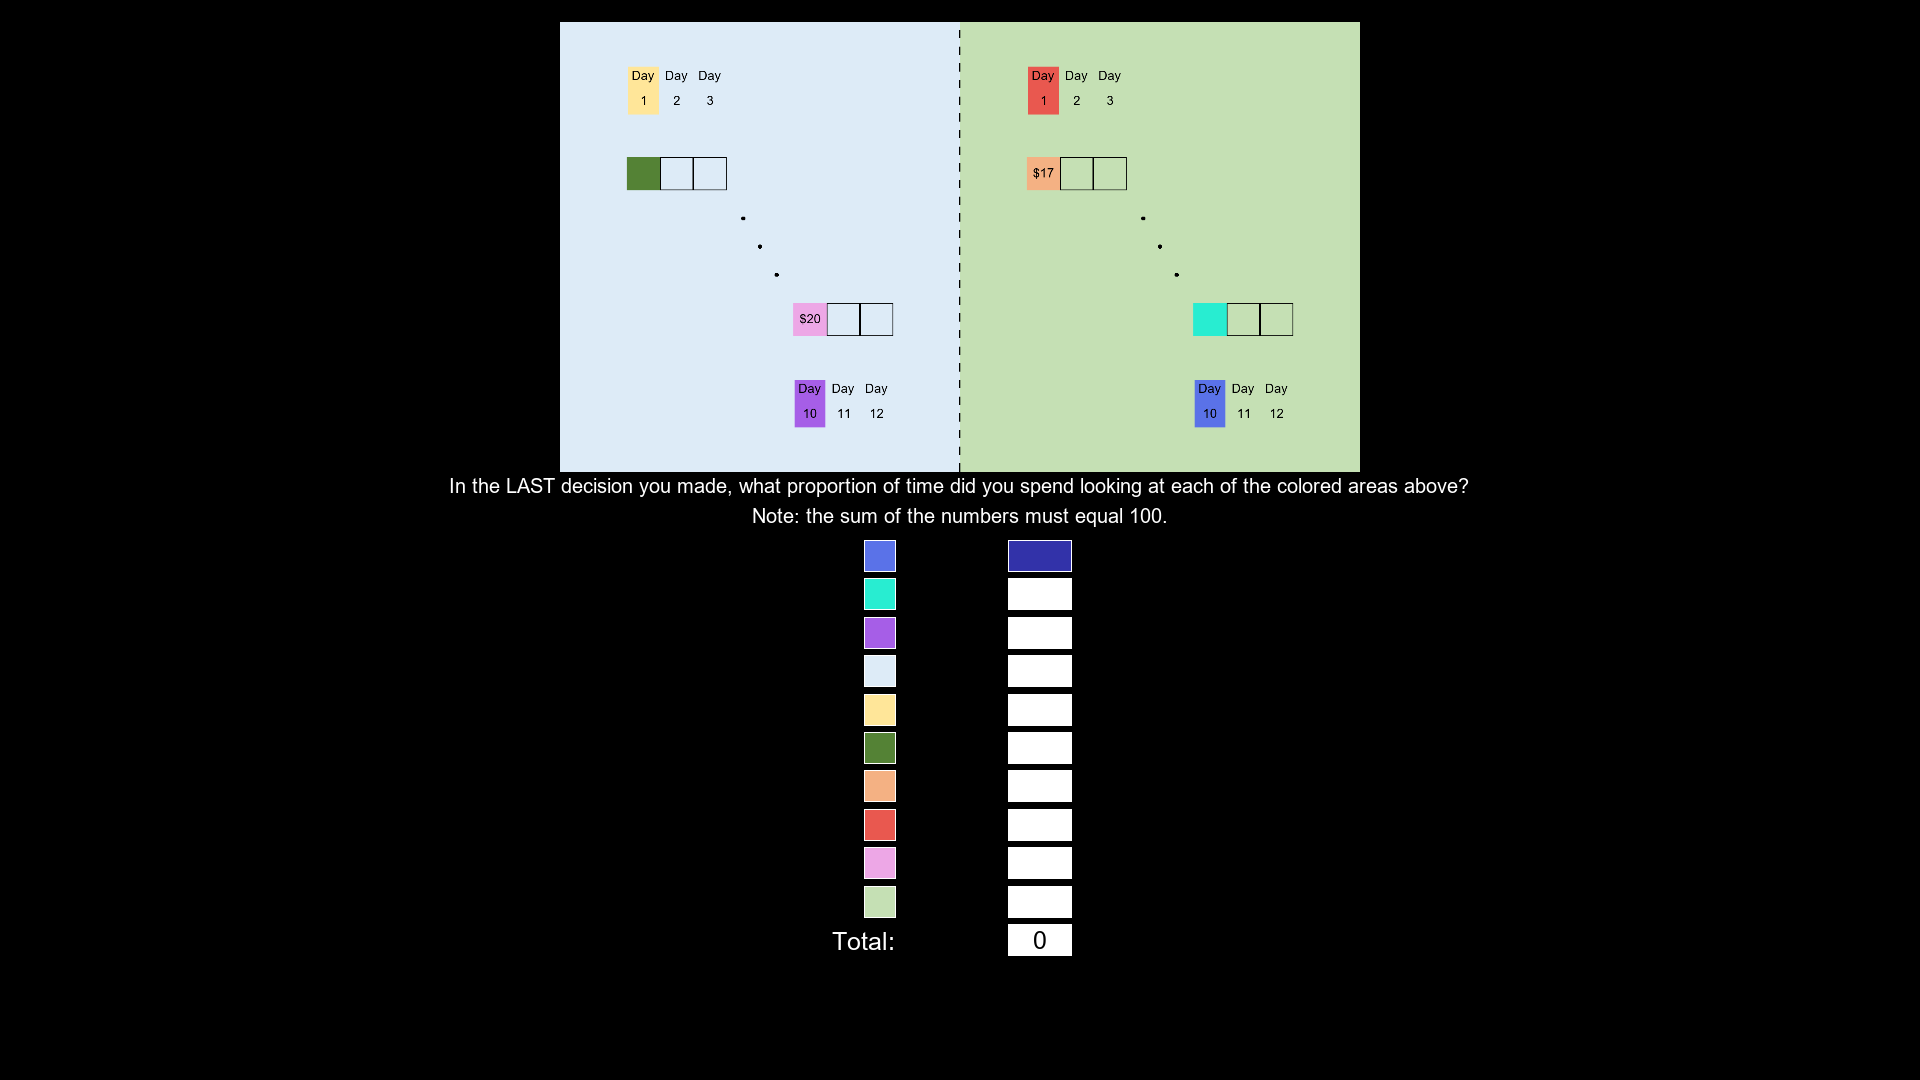 Day Day Day
1 2 3
Day Day Day
1 2 3
$17
$20
Day Day Day
10 11 12
Day Day Day
10 11 12
In the LAST decision you made, what proportion of time did you spend looking at each of the colored areas above?
Note: the sum of the numbers must equal 100.
Total: 0